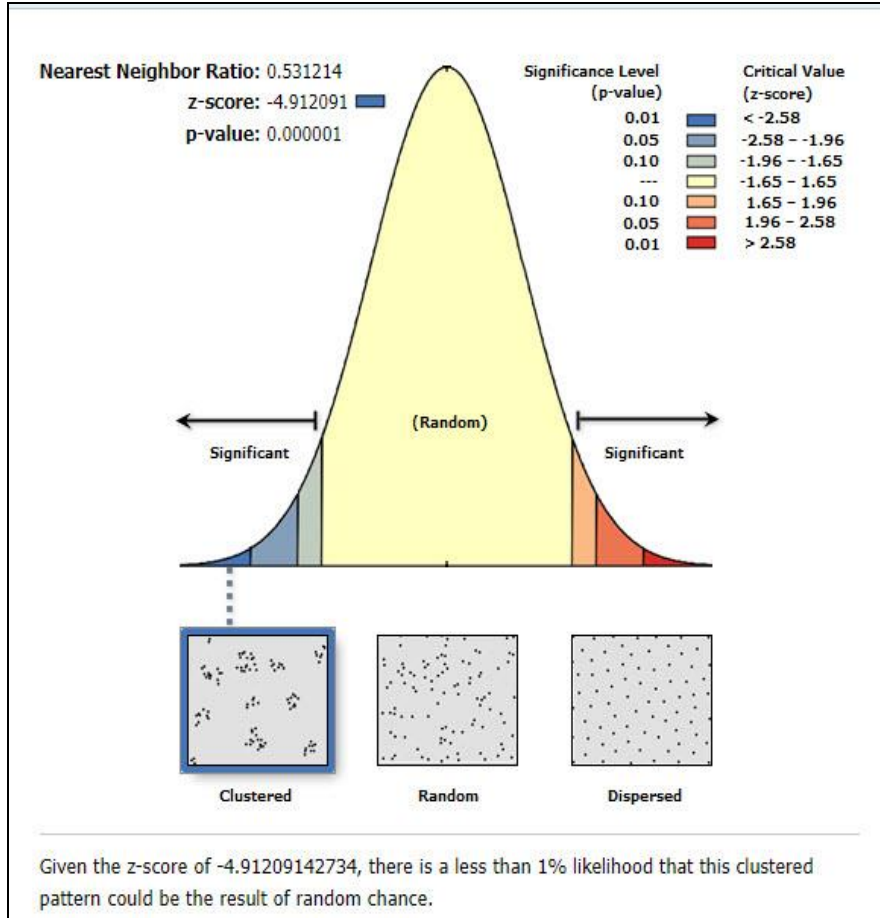 Nearest Neighbor Ratio: 0.531214
z-score: -4.912091
p-value: 0.000001
Significance Level
(p-value)
Critical Value
(z-score)
0.01 < -2.58
0.05 -2.58 – -1.96
0.10 -1.96 – -1.65
--- -1.65 – 1.65
0.10 1.65 – 1.96
0.05 1.96 – 2.58
0.01 > 2.58
(Random)
Significant Significant
Clustered Random Dispersed
Given the z-score of -4.91209142734, there is a less than 1% likelihood that this clustered
pattern could be the result of random chance.